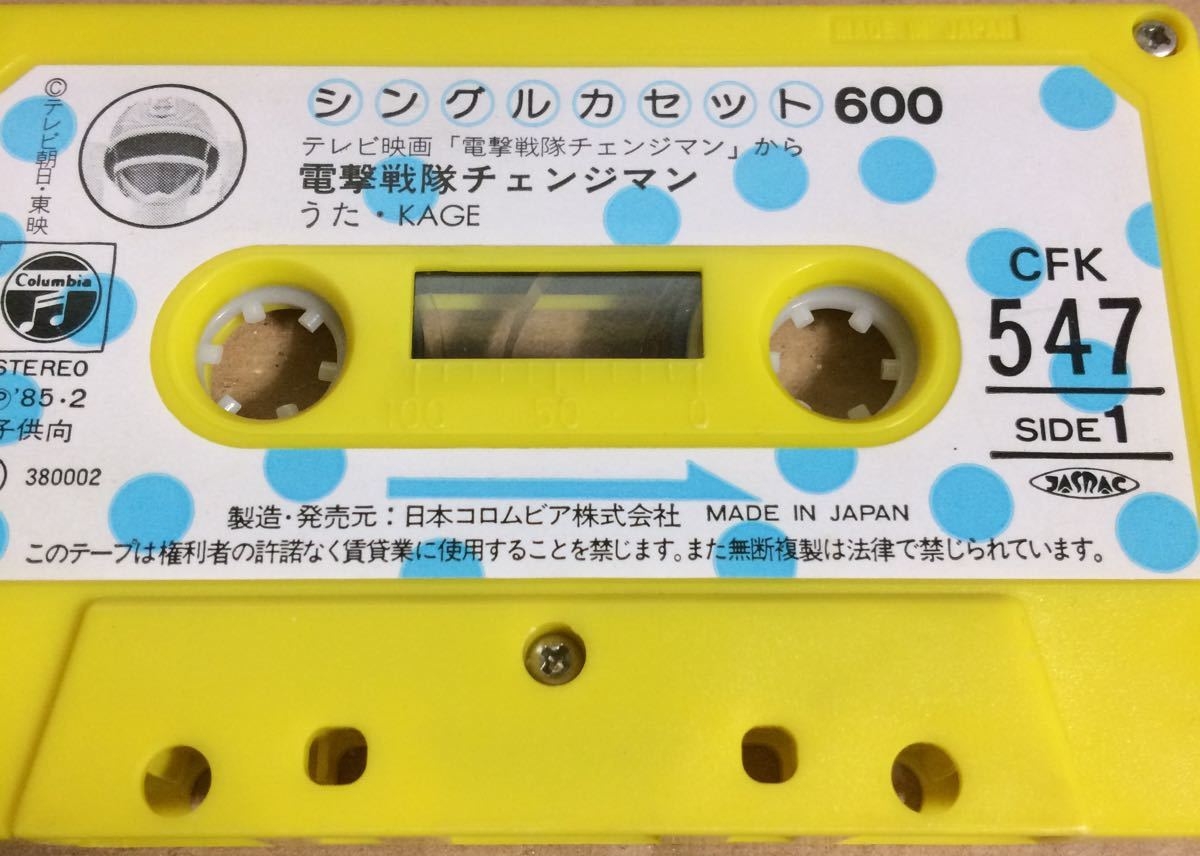 MADE IN JAPAN
シングルカセット600
テレビ映画「電撃戦隊チェンジマン」から
電撃戦隊チェンジマン
うた・KAGE
©テレビ朝日・東映
Columbia
STEREO
Ⓟ'85・2
子供向
380002
100 50 0
CFK
547
SIDE 1
JASRAC
製造・発売元：日本コロムビア株式会社 MADE IN JAPAN
このテープは権利者の許諾なく賃貸業に使用することを禁じます。また無断複製は法律で禁じられています。